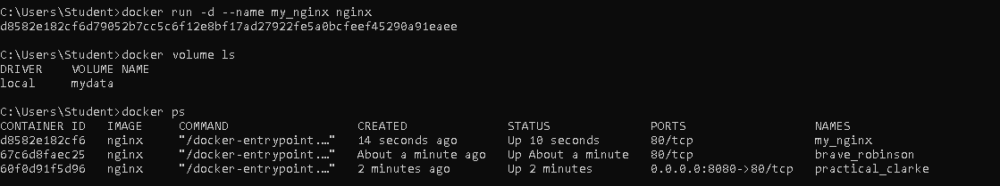 C:\Users\Student>docker run -d --name my_nginx nginx
d8582e182cf6d79052b7cc5c6f12e8bf17ad27922fe5a0bcfeef45290a91eaee
C:\Users\Student>docker volume ls
DRIVER    VOLUME NAME
local     mydata
C:\Users\Student>docker ps
CONTAINER ID   IMAGE     COMMAND                  CREATED              STATUS              PORTS                  NAMES
d8582e182cf6   nginx     "/docker-entrypoint.…"   14 seconds ago       Up 10 seconds       80/tcp                 my_nginx
67c6d8faec25   nginx     "/docker-entrypoint.…"   About a minute ago   Up About a minute   80/tcp                 brave_robinson
60f0d91f5d96   nginx     "/docker-entrypoint.…"   2 minutes ago        Up 2 minutes        0.0.0.0:8080->80/tcp   practical_clarke